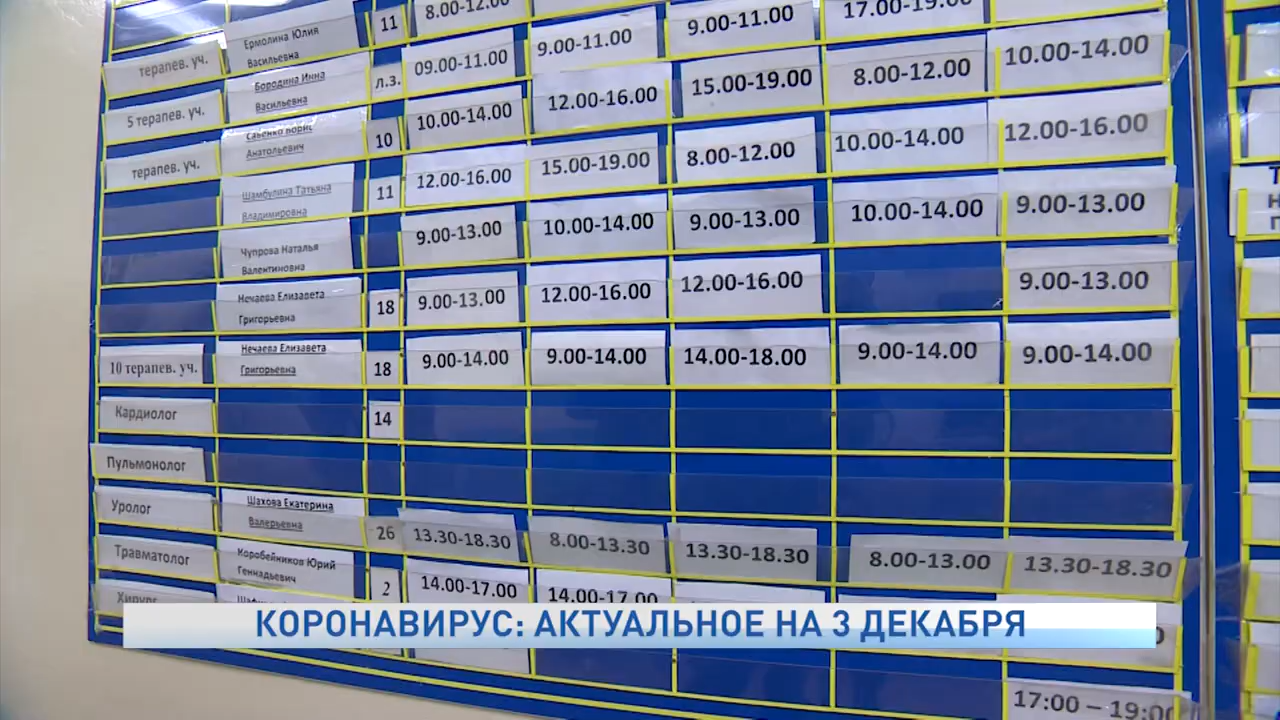 Ермолина Юлия
Васильевна
11
8.00-12.00
9.00-11.00
9.00-11.00
17.00-19.00
10.00-14.00
терапев. уч.
Бородина Инна
Васильевна
л.з.
09.00-11.00
12.00-16.00
15.00-19.00
8.00-12.00
12.00-16.00
5 терапев. уч.
Савенко Борис
Анатольевич
10
10.00-14.00
15.00-19.00
8.00-12.00
10.00-14.00
9.00-13.00
терапев. уч.
Шамбулина Татьяна
Владимировна
11
12.00-16.00
10.00-14.00
9.00-13.00
10.00-14.00
9.00-13.00
Чупрова Наталья
Валентиновна
9.00-13.00
12.00-16.00
12.00-16.00
Нечаева Елизавета
Григорьевна
18
9.00-13.00
10 терапев. уч.
Нечаева Елизавета
Григорьевна
18
9.00-14.00
9.00-14.00
14.00-18.00
9.00-14.00
9.00-14.00
Кардиолог
14
Пульмонолог
Уролог
Шахова Екатерина
Валерьевна
26
13.30-18.30
8.00-13.30
13.30-18.30
8.00-13.00
13.30-18.30
Травматолог
Коробейников Юрий
Геннадьевич
2
14.00-17.00
14.00-17.00
Хирург
КОРОНАВИРУС: АКТУАЛЬНОЕ НА 3 ДЕКАБРЯ
17:00 – 19:00